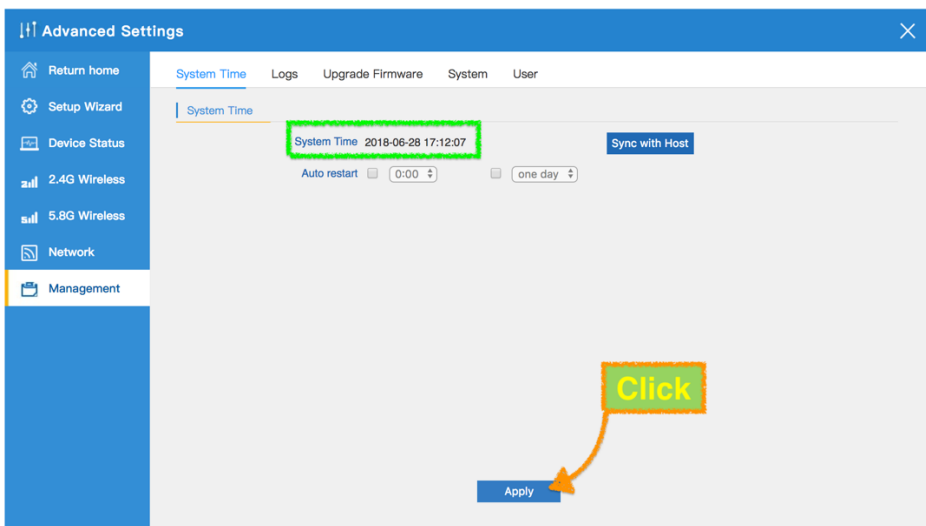 Advanced Settings
Return home
Setup Wizard
Device Status
2.4G Wireless
5.8G Wireless
Network
Management
System Time Logs Upgrade Firmware System User
System Time
System Time 2018-06-28 17:12:07 Sync with Host
Auto restart 0:00 one day
Click
Apply